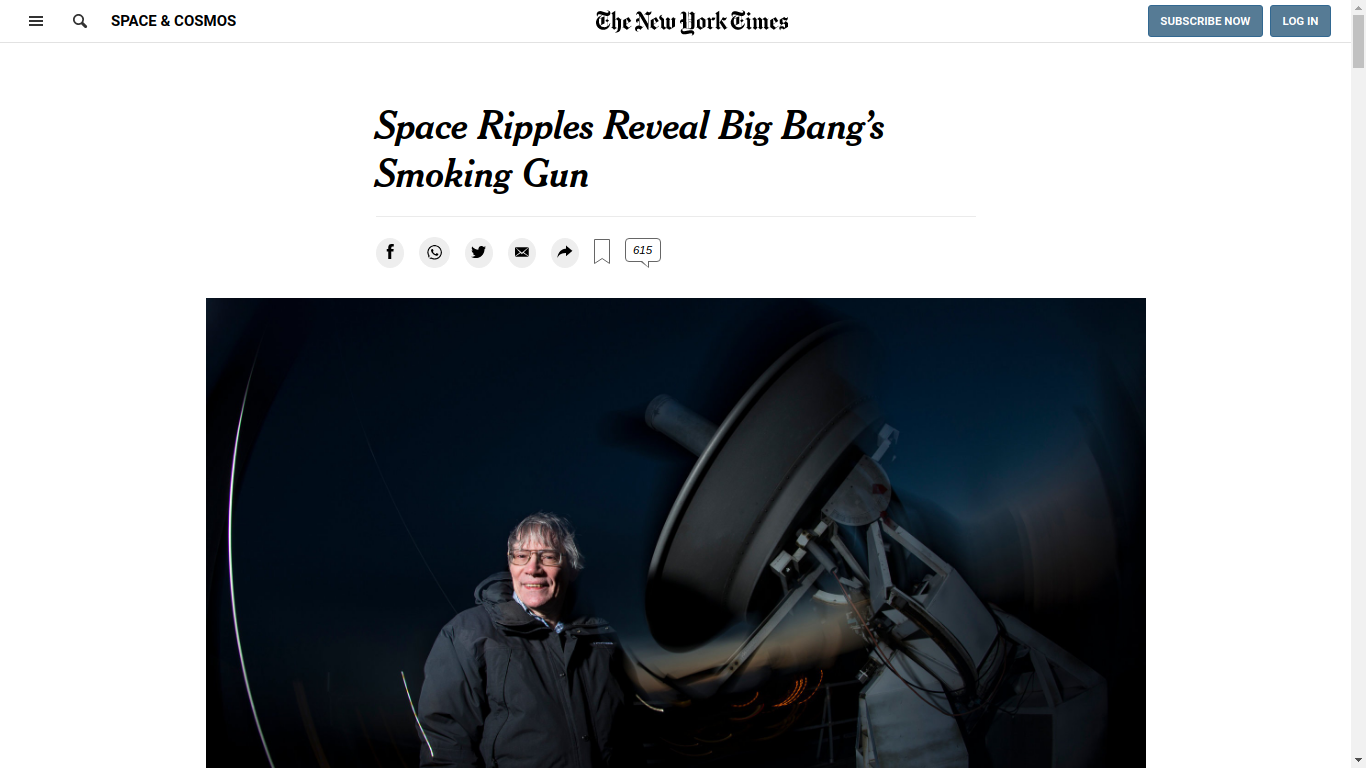 SPACE & COSMOS
The New York Times
SUBSCRIBE NOW
LOG IN
Space Ripples Reveal Big Bang’s
Smoking Gun
615